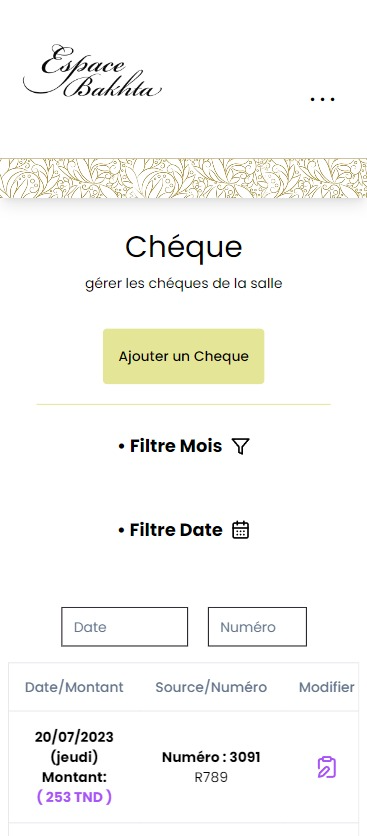 Espace
Bakhta
...
Chéque
gérer les chéques de la salle
Ajouter un Cheque
• Filtre Mois
• Filtre Date
Date Numéro
Date/Montant Source/Numéro Modifier
20/07/2023
(jeudi)
Montant:
( 253 TND )
Numéro : 3091
R789